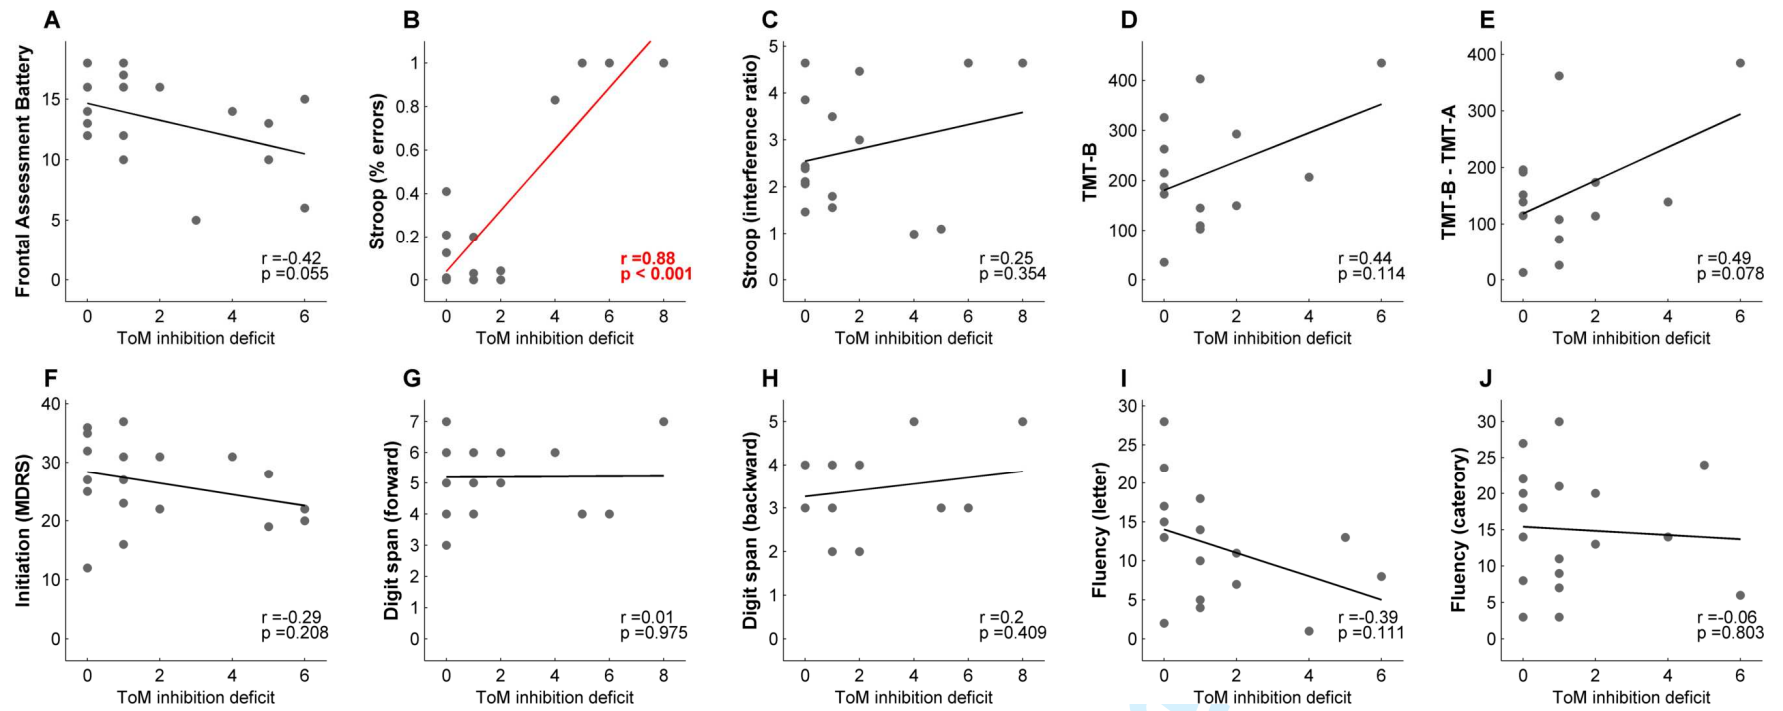 A
Frontal Assessment Battery
15
10
5
0
0 2 4 6
ToM inhibition deficit
r =-0.42
p =0.055
B
Stroop (% errors)
1
0.8
0.6
0.4
0.2
0
0 2 4 6 8
ToM inhibition deficit
r =0.88
p < 0.001
C
Stroop (interference ratio)
5
4
3
2
1
0
0 2 4 6 8
ToM inhibition deficit
r =0.25
p =0.354
D
TMT-B
400
300
200
100
0
0 2 4 6
ToM inhibition deficit
r =0.44
p =0.114
E
TMT-B - TMT-A
400
300
200
100
0
0 2 4 6
ToM inhibition deficit
r =0.49
p =0.078
F
Initiation (MDRS)
40
30
20
10
0
0 2 4 6
ToM inhibition deficit
r =-0.29
p =0.208
G
Digit span (forward)
7
6
5
4
3
2
1
0
0 2 4 6 8
ToM inhibition deficit
r =0.01
p =0.975
H
Digit span (backward)
5
4
3
2
1
0
0 2 4 6 8
ToM inhibition deficit
r =0.2
p =0.409
I
Fluency (letter)
30
25
20
15
10
5
0
0 2 4 6
ToM inhibition deficit
r =-0.39
p =0.111
J
Fluency (caterory)
30
25
20
15
10
5
0
0 2 4 6
ToM inhibition deficit
r =-0.06
p =0.803